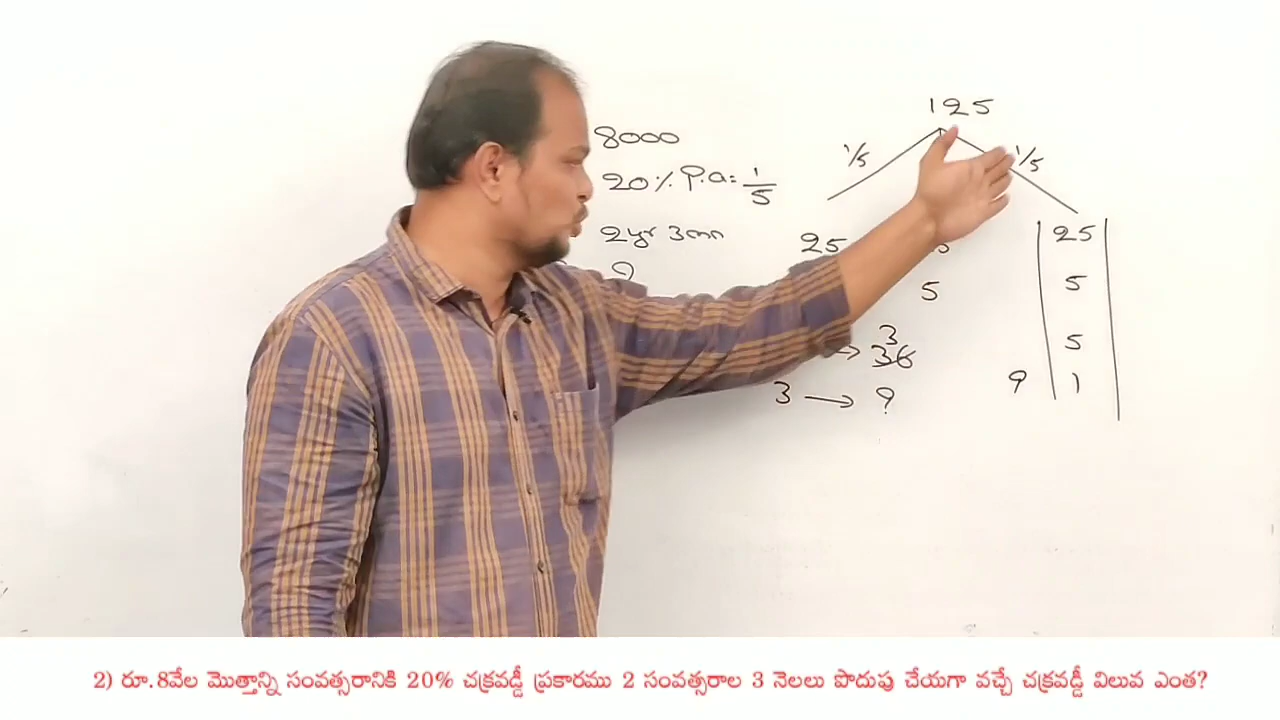 125
8000
1/5 1/5
20% P.a = 1/5
2yr 3mn
25 25
?
5 5
5
3
→ 36
3 → ? 9 1
2) రూ.8వేల మొత్తాన్ని సంవత్సరానికి 20% చక్రవడ్డీ ప్రకారము 2 సంవత్సరాల 3 నెలలు పొదుపు చేయగా వచ్చే చక్రవడ్డీ విలువ ఎంత?